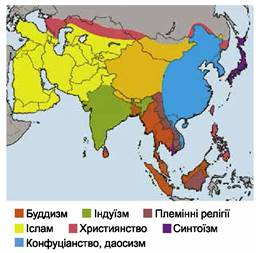 Буддизм Індуїзм Племінні релігії
Іслам Християнство Синтоїзм
Конфуціанство, даосизм